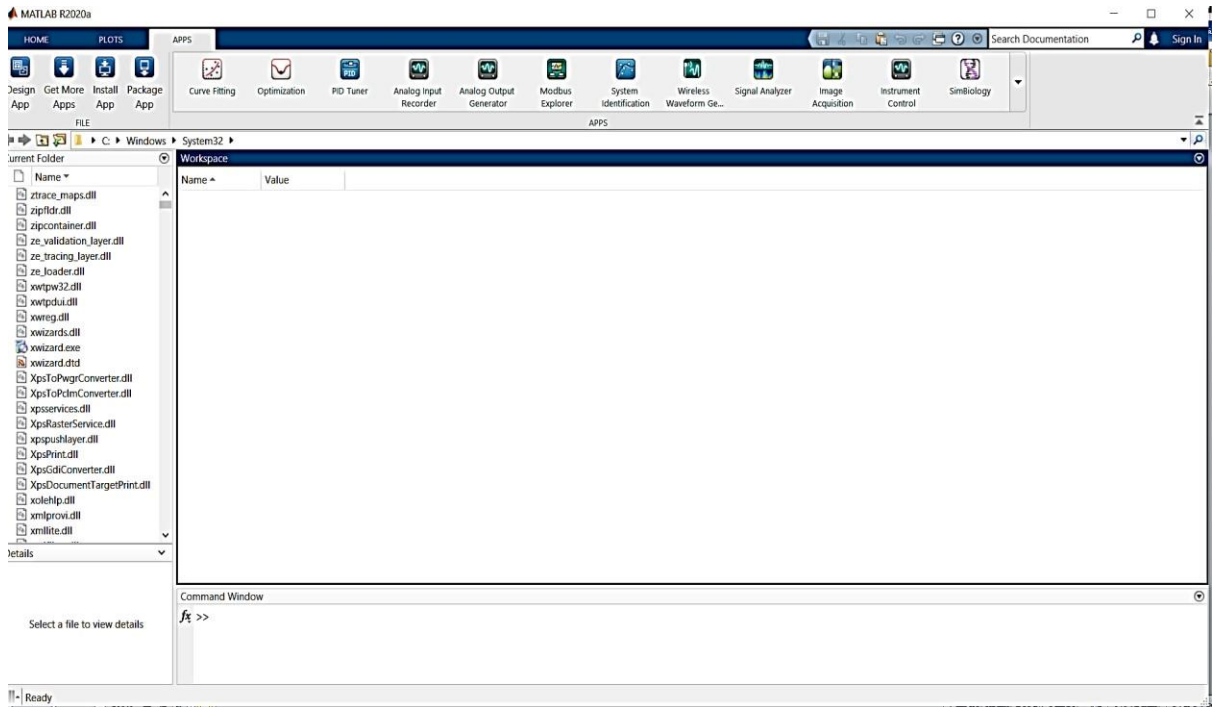 MATLAB R2020a
HOME PLOTS APPS
Search Documentation Sign In
Design App
Get More Apps
Install App
Package App
Curve Fitting
Optimization
PID Tuner
Analog Input Recorder
Analog Output Generator
Modbus Explorer
System Identification
Wireless Waveform Ge...
Signal Analyzer
Image Acquisition
Instrument Control
SimBiology
FILE APPS
C: Windows System32
Current Folder
Workspace
Name
Name Value
ztrace_maps.dll
zipfldr.dll
zipcontainer.dll
ze_validation_layer.dll
ze_tracing_layer.dll
ze_loader.dll
xwtpw32.dll
xwtpdui.dll
xwreg.dll
xwizards.dll
xwizard.exe
xwizard.dtd
XpsToPwgrConverter.dll
XpsToPclmConverter.dll
xpsservices.dll
XpsRasterService.dll
xpspushlayer.dll
XpsPrint.dll
XpsGdiConverter.dll
XpsDocumentTargetPrint.dll
xolehlp.dll
xmlprovi.dll
xmllite.dll
Details
Select a file to view details
Command Window
fx >>
Ready